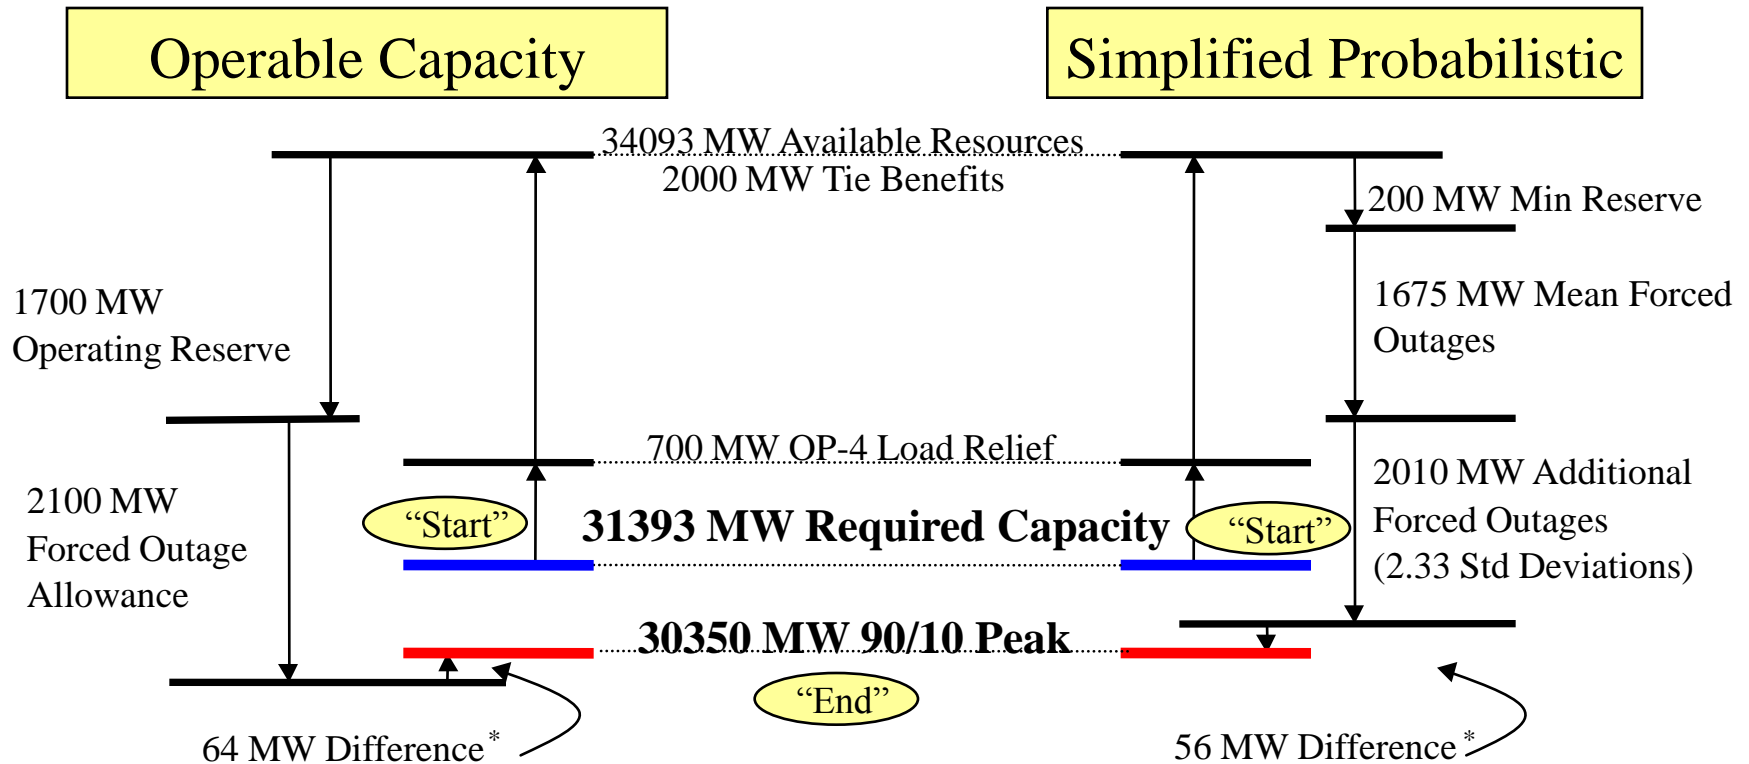 Operable Capacity
Simplified Probabilistic
34093 MW Available Resources
2000 MW Tie Benefits
200 MW Min Reserve
1700 MW
Operating Reserve
1675 MW Mean Forced
Outages
700 MW OP-4 Load Relief
2100 MW
Forced Outage
Allowance
“Start”
31393 MW Required Capacity
“Start”
2010 MW Additional
Forced Outages
(2.33 Std Deviations)
30350 MW 90/10 Peak
“End”
64 MW Difference*
56 MW Difference*